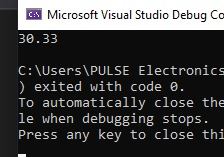 Microsoft Visual Studio Debug Co
30.33
C:\Users\PULSE Electronics
) exited with code 0.
To automatically close the
le when debugging stops.
Press any key to close thi